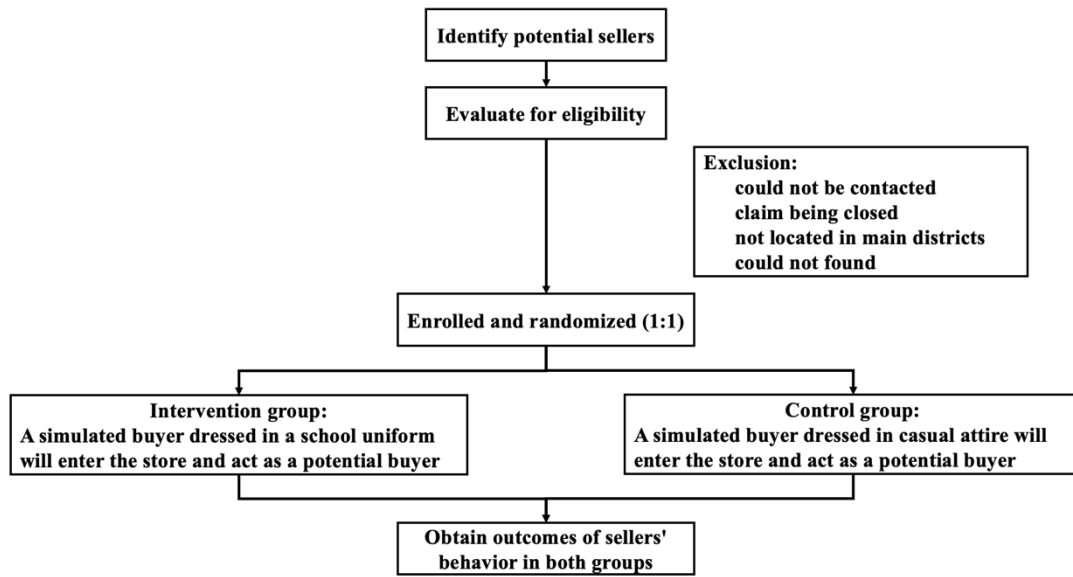 Identify potential sellers
Evaluate for eligibility
Exclusion:
could not be contacted
claim being closed
not located in main districts
could not found
Enrolled and randomized (1:1)
Intervention group:
A simulated buyer dressed in a school uniform
will enter the store and act as a potential buyer
Control group:
A simulated buyer dressed in casual attire will
enter the store and act as a potential buyer
Obtain outcomes of sellers'
behavior in both groups